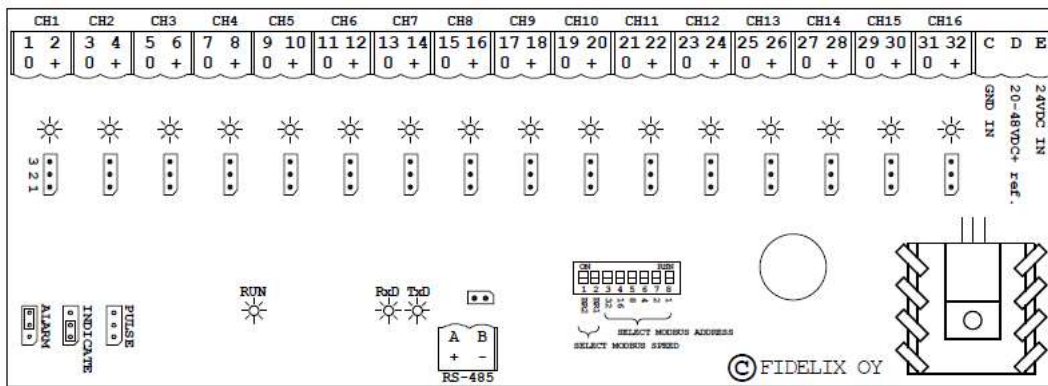 CH1 CH2 CH3 CH4 CH5 CH6 CH7 CH8 CH9 CH10 CH11 CH12 CH13 CH14 CH15 CH16
1 2 3 4 5 6 7 8 9 10 11 12 13 14 15 16 17 18 19 20 21 22 23 24 25 26 27 28 29 30 31 32 C D E
0 + 0 + 0 + 0 + 0 + 0 + 0 + 0 + 0 + 0 + 0 + 0 + 0 + 0 + 0 + 0 +
GND IN
20-48VDC+ ref.
24VDC IN
3 2 1
ALARM
INDICATE
PULSE
RUN
RxD TxD
A B
+ -
RS-485
ON
1 2 3 4 5 6 7 8
BR2 BR1 32 16 8 4 2 1
SELECT MODBUS ADDRESS
SELECT MODBUS SPEED
© FIDELIX OY